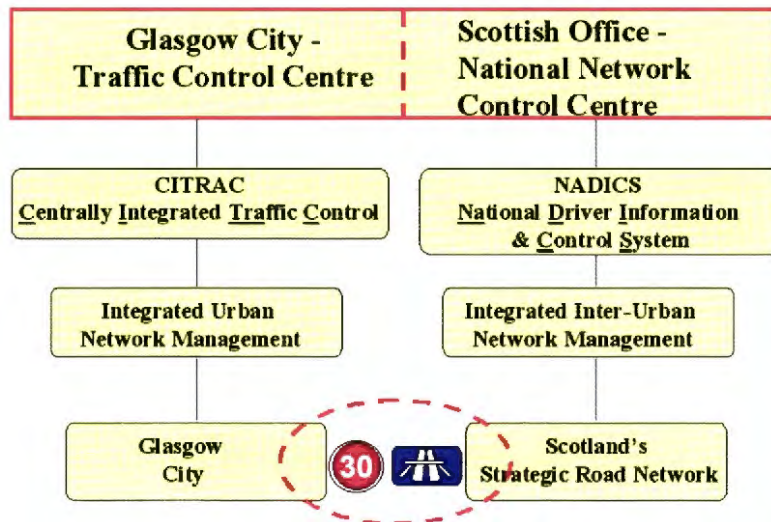 Glasgow City -
Traffic Control Centre
Scottish Office -
National Network
Control Centre
CITRAC
Centrally Integrated Traffic Control
NADICS
National Driver Information
& Control System
Integrated Urban
Network Management
Integrated Inter-Urban
Network Management
Glasgow
City
30
Scotland's
Strategic Road Network